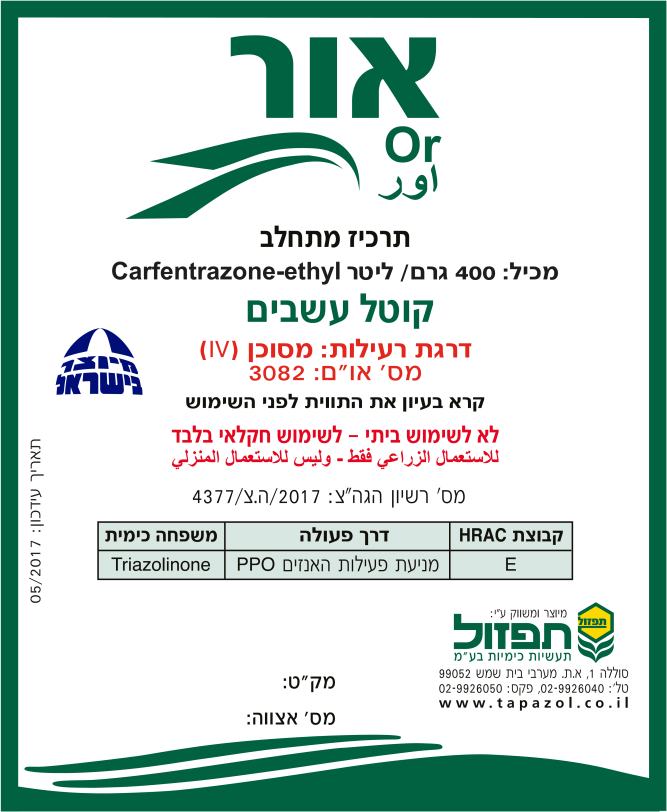 אור
Or
اور
תרכיז מתחלב
מכיל: 400 גרם/ ליטר Carfentrazone-ethyl
קוטל עשבים
דרגת רעילות: מסוכן (IV)
מס' או"ם: 3082
מיוצר בישראל
קרא בעיון את התווית לפני השימוש
לא לשימוש ביתי – לשימוש חקלאי בלבד
للاستعمال الزراعي فقط - وليس للاستعمال المنزلي
מס' רשיון הגה"צ: 2017/ה.צ/4377
תאריך עידכון: 05/2017
קבוצת HRAC דרך פעולה משפחה כימית
E מניעת פעילות האנזים PPO Triazolinone
מיוצר ומשווק ע"י:
תפזול
תפזול
תעשיות כימיות בע"מ
סוללה 1, א.ת. מערבי בית שמש 99052
טל': 02-9926040, פקס: 02-9926050
www.tapazol.co.il
מק"ט:
מס' אצווה: